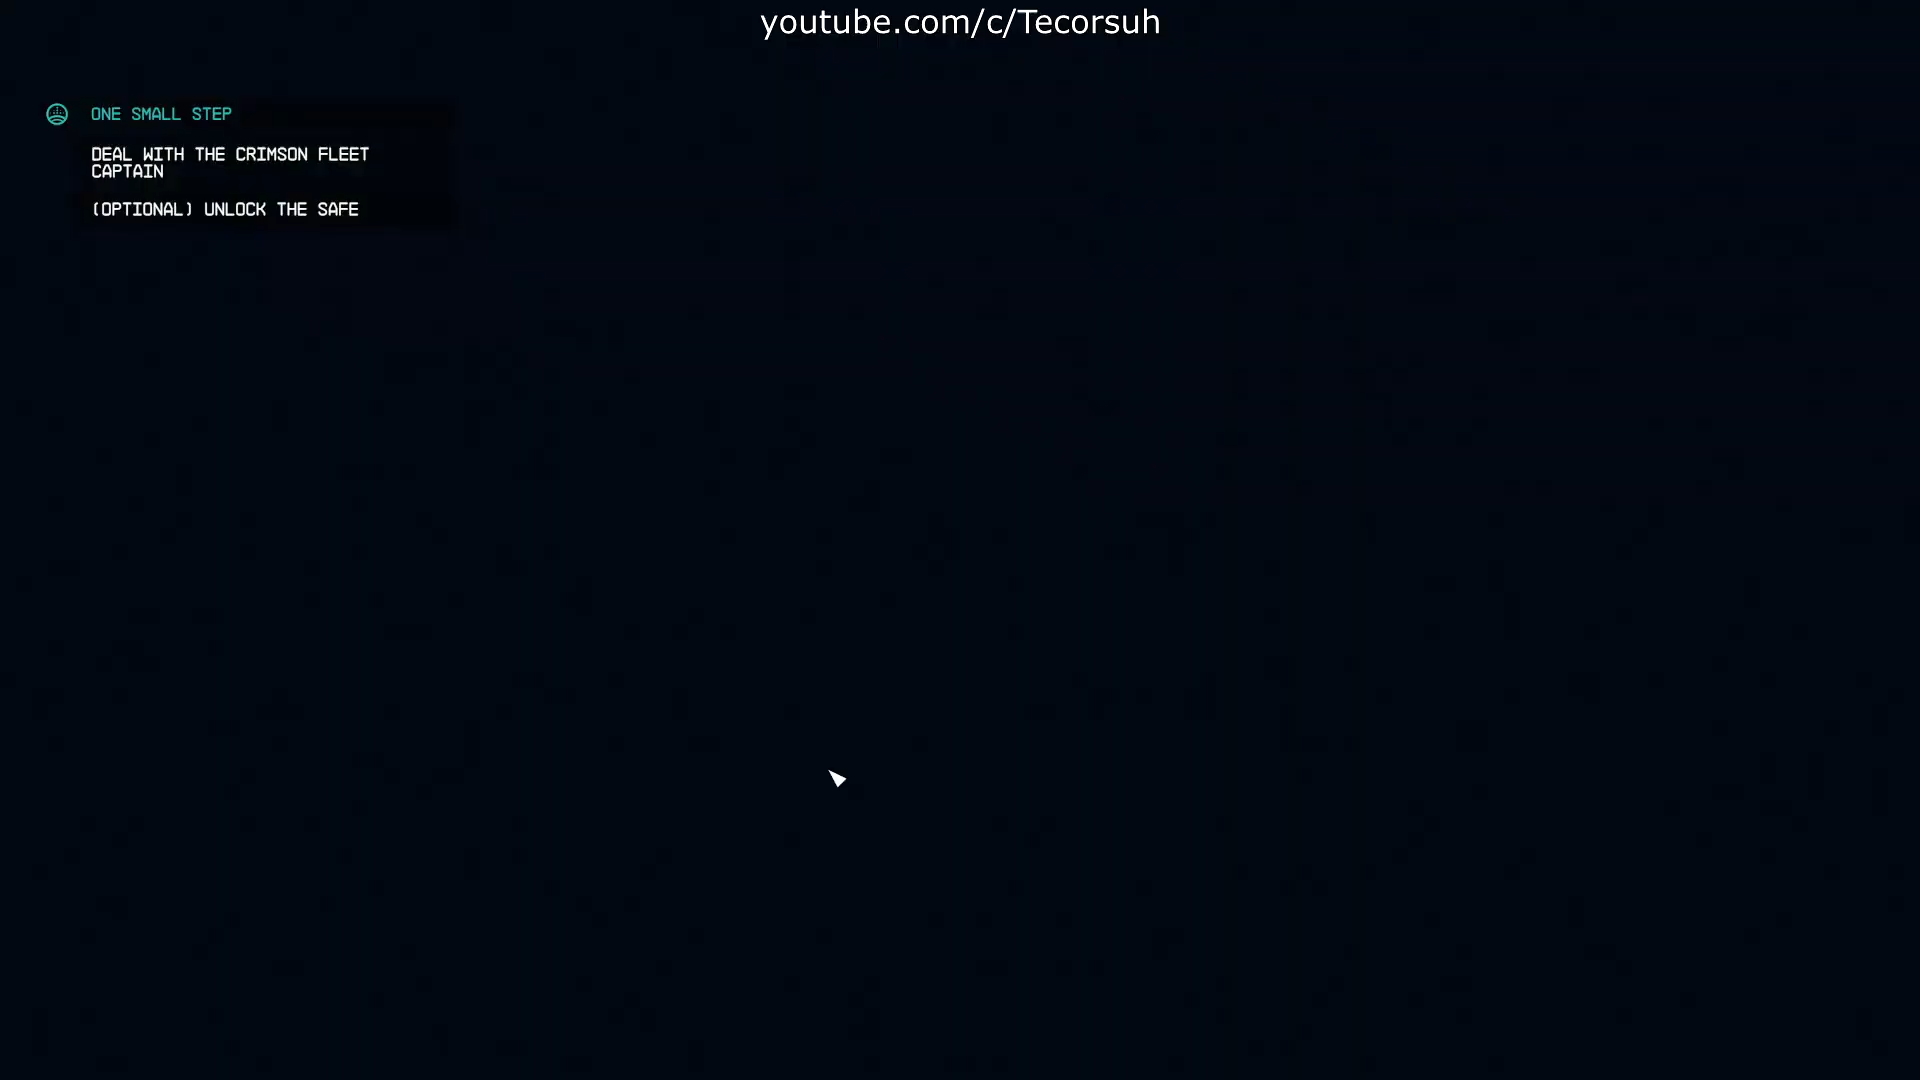 youtube.com/c/Tecorsuh
ONE SMALL STEP
DEAL WITH THE CRIMSON FLEET
CAPTAIN
(OPTIONAL) UNLOCK THE SAFE